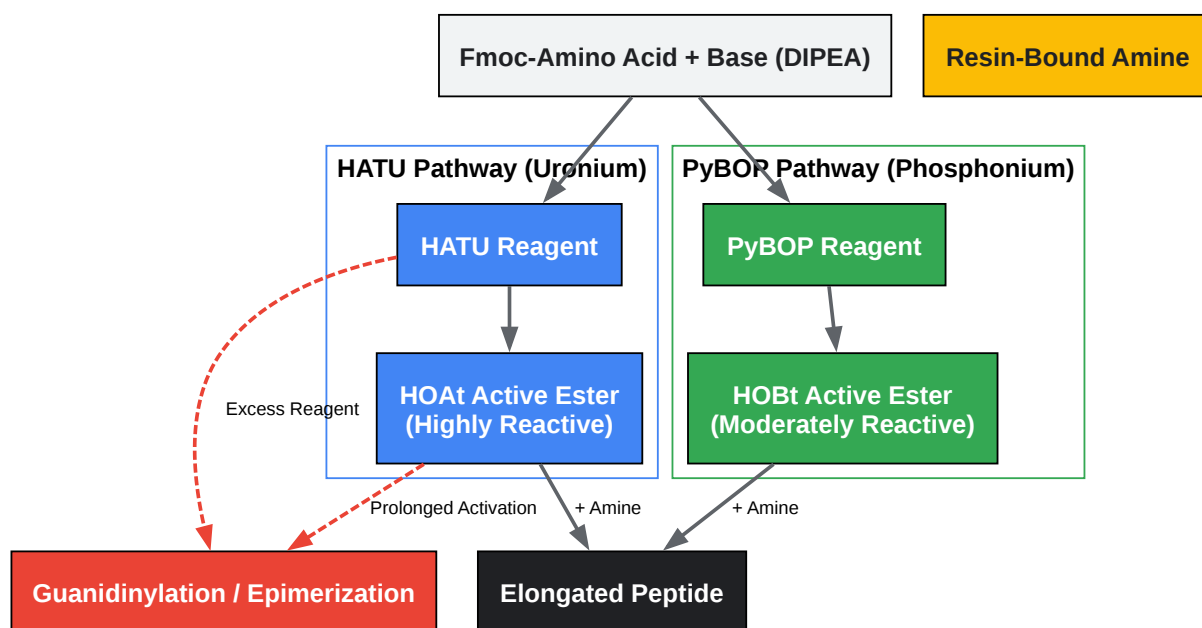 Fmoc-Amino Acid + Base (DIPEA)
Resin-Bound Amine
HATU Pathway (Uronium)
PyBOP Pathway (Phosphonium)
HATU Reagent
PyBOP Reagent
HOAt Active Ester
(Highly Reactive)
HOBt Active Ester
(Moderately Reactive)
Excess Reagent
Prolonged Activation
+ Amine
+ Amine
Guanidinylation / Epimerization
Elongated Peptide